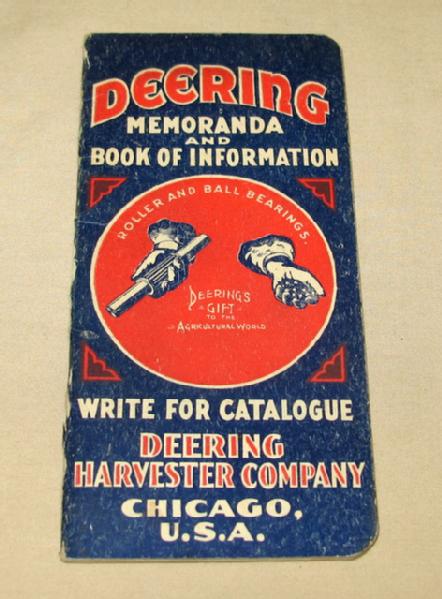 DEERING
MEMORANDA
AND
BOOK OF INFORMATION
ROLLER AND BALL BEARINGS.
DEERING'S
GIFT
TO THE
AGRICULTURAL WORLD
WRITE FOR CATALOGUE
DEERING
HARVESTER COMPANY
CHICAGO,
U.S.A.